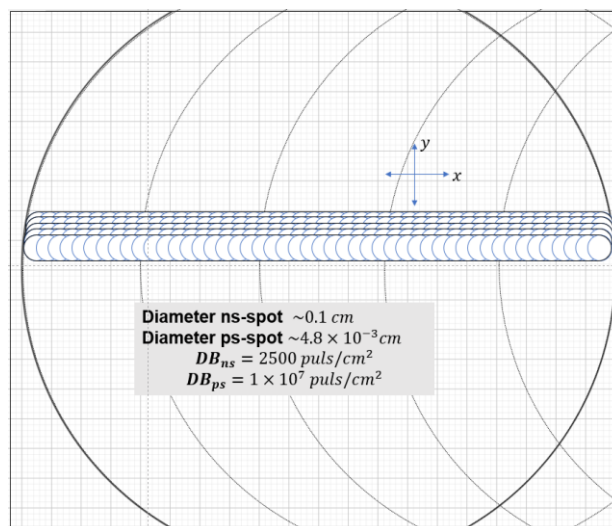 y
x
Diameter ns-spot ~0.1 cm
Diameter ps-spot ~4.8 × 10⁻³cm
DB_ns = 2500 puls/cm²
DB_ps = 1 × 10⁷ puls/cm²